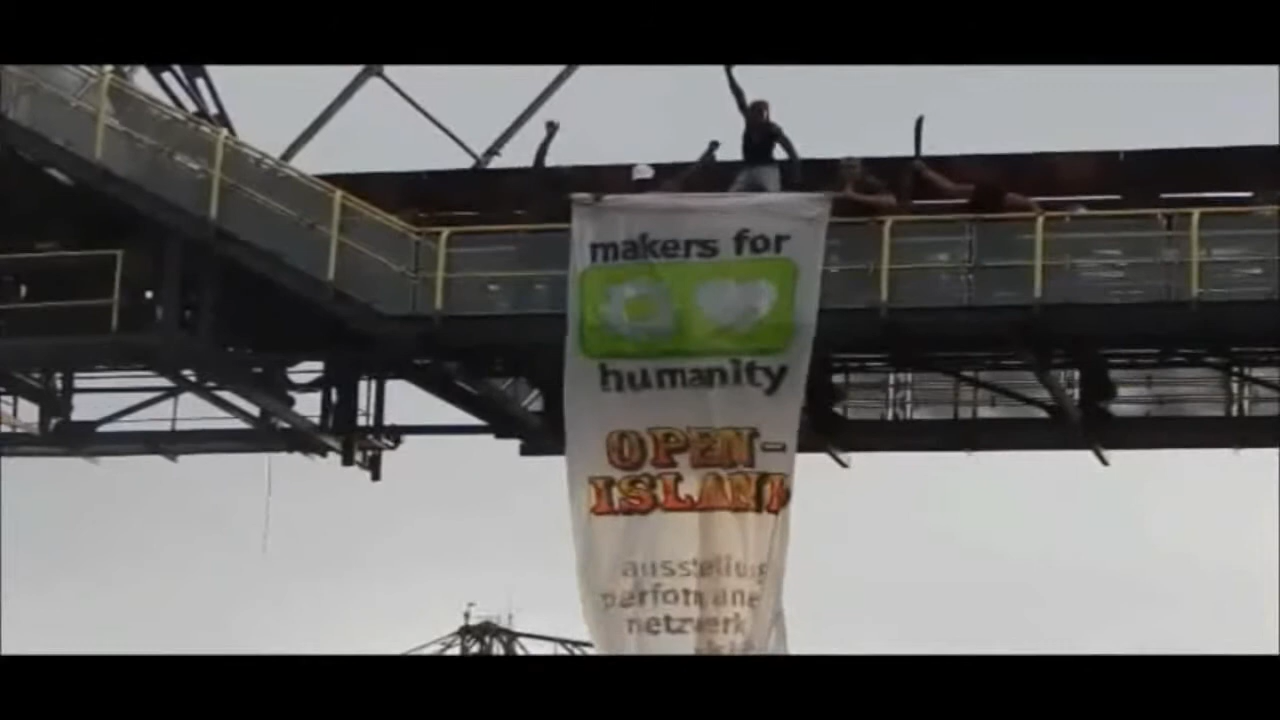 makers for
humanity
OPEN-
ISLAND
ausstellung
performance
netzwerk